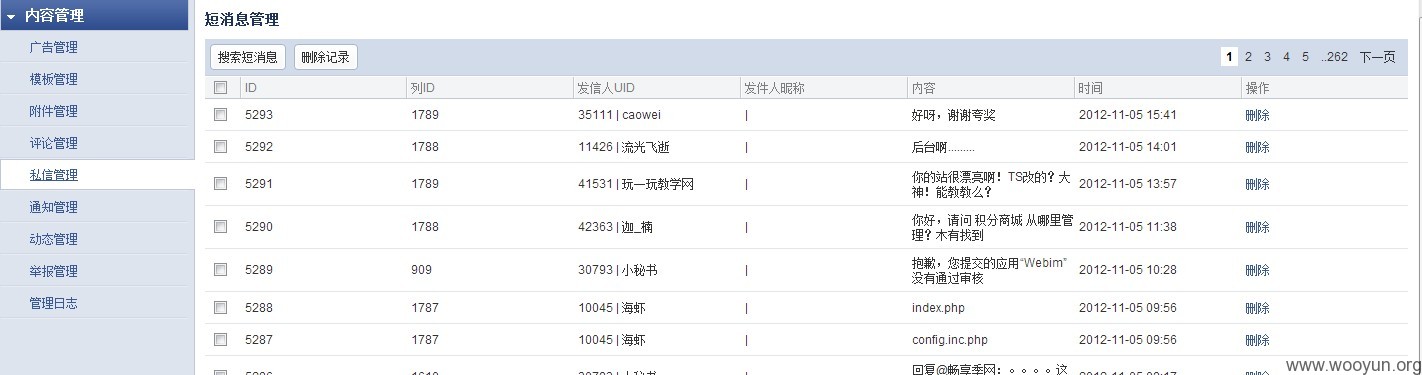 内容管理
广告管理
模板管理
附件管理
评论管理
私信管理
通知管理
动态管理
举报管理
管理日志
短消息管理
搜索短消息 删除记录 1 2 3 4 5 ..262 下一页
ID 列ID 发信人UID 发件人昵称 内容 时间 操作
5293 1789 35111 | caowei | 好呀，谢谢夸奖 2012-11-05 15:41 删除
5292 1788 11426 | 流光飞逝 | 后台啊......... 2012-11-05 14:01 删除
5291 1789 41531 | 玩一玩教学网 | 你的站很漂亮啊！TS改的？大
神！能教教么？ 2012-11-05 13:57 删除
5290 1788 42363 | 迦_楠 | 你好，请问 积分商城 从哪里管
理？木有找到 2012-11-05 11:38 删除
5289 909 30793 | 小秘书 | 抱歉，您提交的应用“Webim”
没有通过审核 2012-11-05 10:28 删除
5288 1787 10045 | 海虾 | index.php 2012-11-05 09:56 删除
5287 1787 10045 | 海虾 | config.inc.php 2012-11-05 09:56 删除
回复@畅享季网：。。。。这
www.wooyun.org